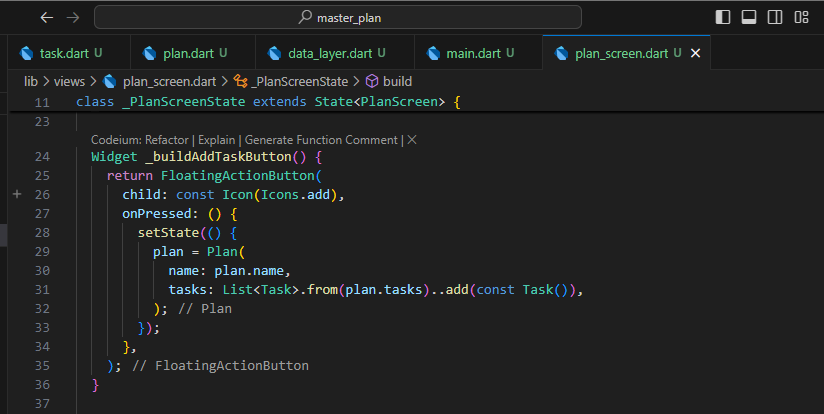 master_plan
task.dart U plan.dart U data_layer.dart U main.dart U plan_screen.dart U
lib > views > plan_screen.dart > _PlanScreenState > build
11 class _PlanScreenState extends State<PlanScreen> {
23
Codeium: Refactor | Explain | Generate Function Comment | ×
24 Widget _buildAddTaskButton() {
25 return FloatingActionButton(
26 child: const Icon(Icons.add),
27 onPressed: () {
28 setState(() {
29 plan = Plan(
30 name: plan.name,
31 tasks: List<Task>.from(plan.tasks)..add(const Task()),
32 ); // Plan
33 });
34 },
35 ); // FloatingActionButton
36 }
37